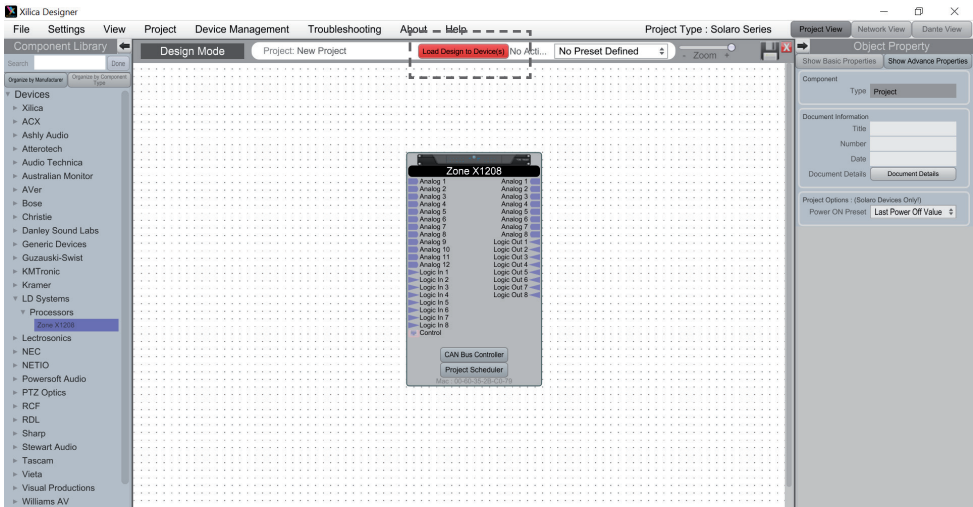 Xilica Designer
File Settings View Project Device Management Troubleshooting About Help Project Type : Solaro Series
Project View Network View Dante View
Component Library
Search Done
Organize by Manufacturer Organize by Component Type
Devices
Xilica
ACX
Ashly Audio
Atterotech
Audio Technica
Australian Monitor
AVer
Bose
Christie
Danley Sound Labs
Generic Devices
Guzauski-Swist
KMTronic
Kramer
LD Systems
Processors
Zone X1208
Lectrosonics
NEC
NETIO
Powersoft Audio
PTZ Optics
RCF
RDL
Sharp
Stewart Audio
Tascam
Vieta
Visual Productions
Williams AV
Design Mode Project: New Project Load Design to Device(s) No Acti... No Preset Defined - Zoom +
Zone X1208
Analog 1 Analog 1
Analog 2 Analog 2
Analog 3 Analog 3
Analog 4 Analog 4
Analog 5 Analog 5
Analog 6 Analog 6
Analog 7 Analog 7
Analog 8 Analog 8
Analog 9 Logic Out 1
Analog 10 Logic Out 2
Analog 11 Logic Out 3
Analog 12 Logic Out 4
Logic In 1 Logic Out 5
Logic In 2 Logic Out 6
Logic In 3 Logic Out 7
Logic In 4 Logic Out 8
Logic In 5
Logic In 6
Logic In 7
Logic In 8
Control
CAN Bus Controller
Project Scheduler
Object Property
Show Basic Properties Show Advance Properties
Component
Type Project
Document Information
Title
Number
Date
Document Details Document Details
Project Options : (Solaro Devices Only!)
Power ON Preset Last Power Off Value